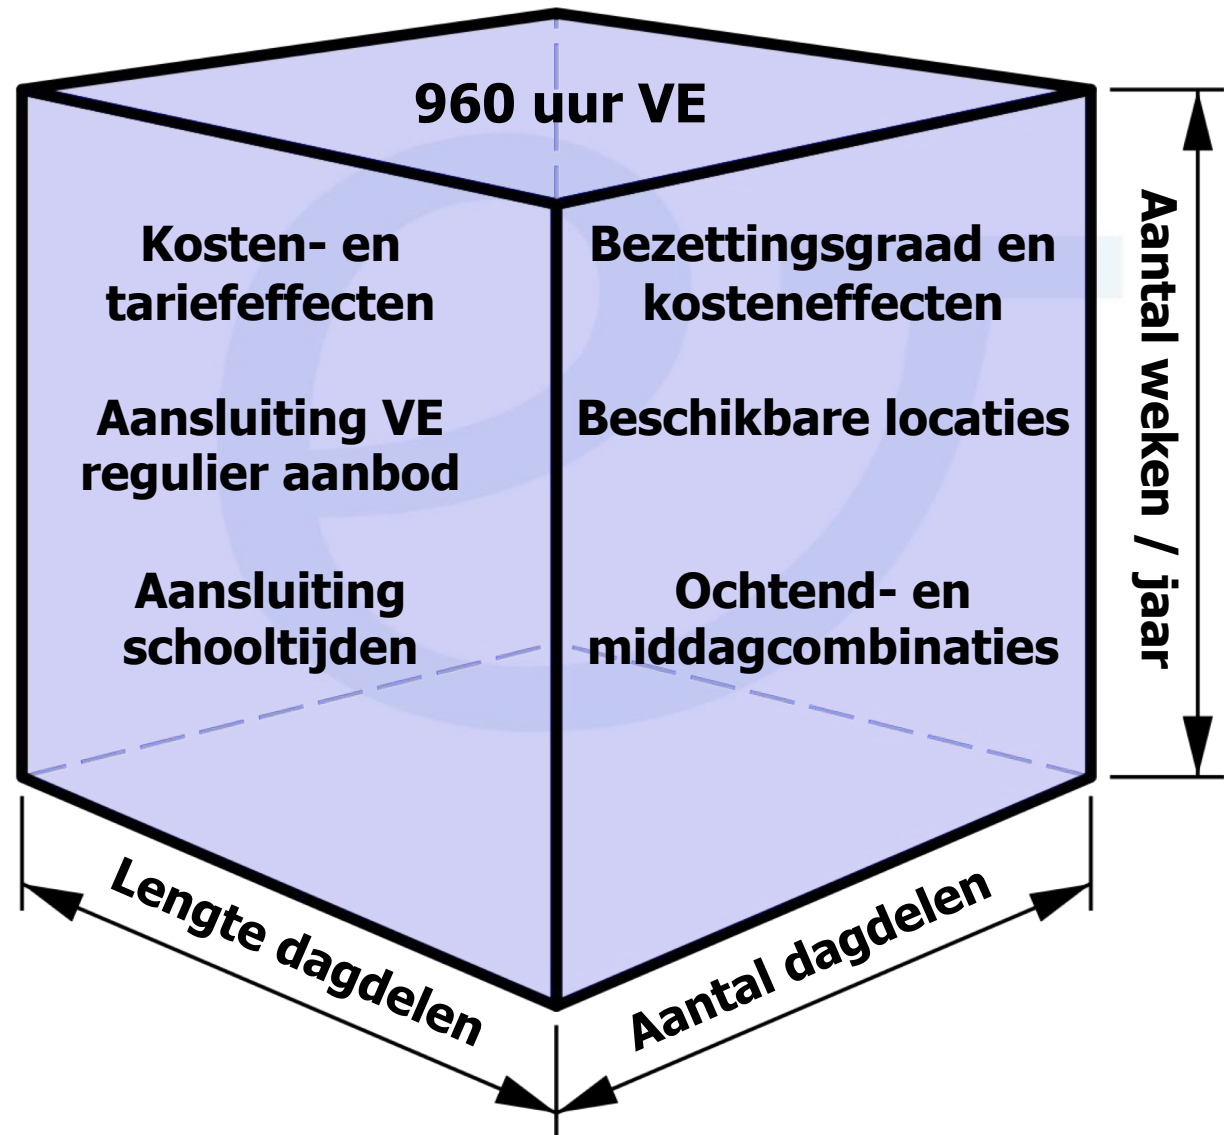 960 uur VE
Kosten- en
tariefeffecten
Aansluiting VE
regulier aanbod
Aansluiting
schooltijden
Bezettingsgraad en
kosteneffecten
Beschikbare locaties
Ochtend- en
middagcombinaties
Aantal weken / jaar
Lengte dagdelen
Aantal dagdelen